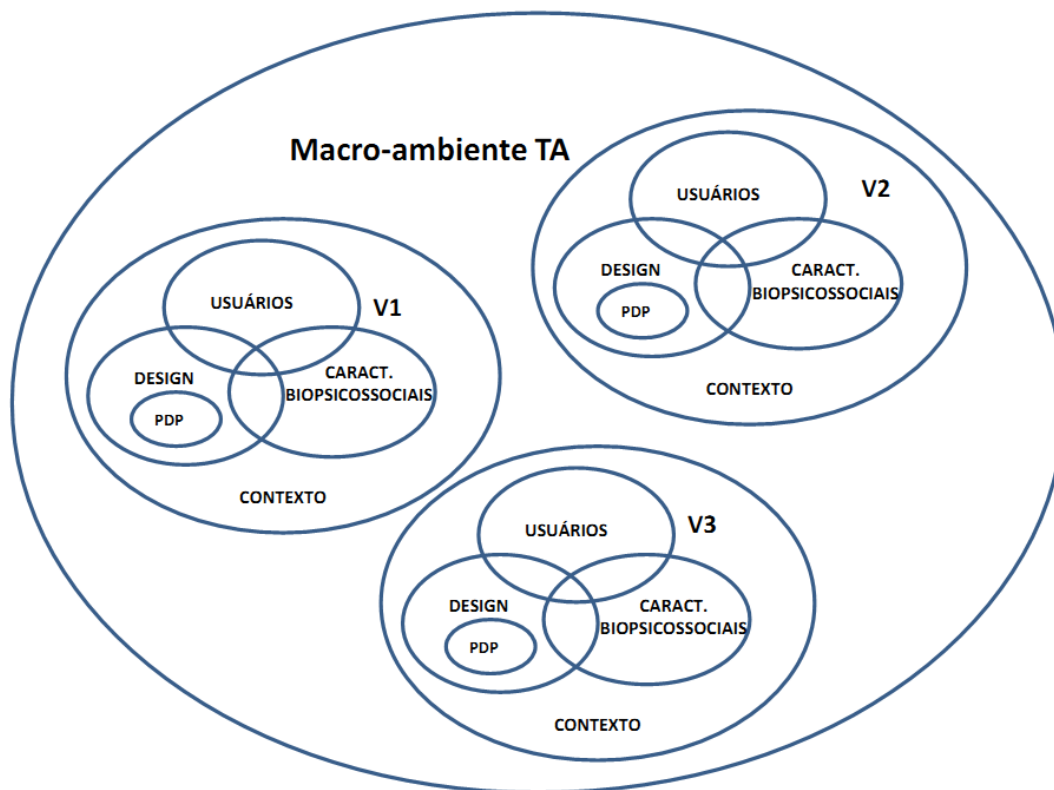 Macro-ambiente TA
USUÁRIOS
V1
DESIGN
PDP
CARACT.
BIOPSICOSSOCIAIS
CONTEXTO
USUÁRIOS
V2
DESIGN
PDP
CARACT.
BIOPSICOSSOCIAIS
CONTEXTO
USUÁRIOS
V3
DESIGN
PDP
CARACT.
BIOPSICOSSOCIAIS
CONTEXTO